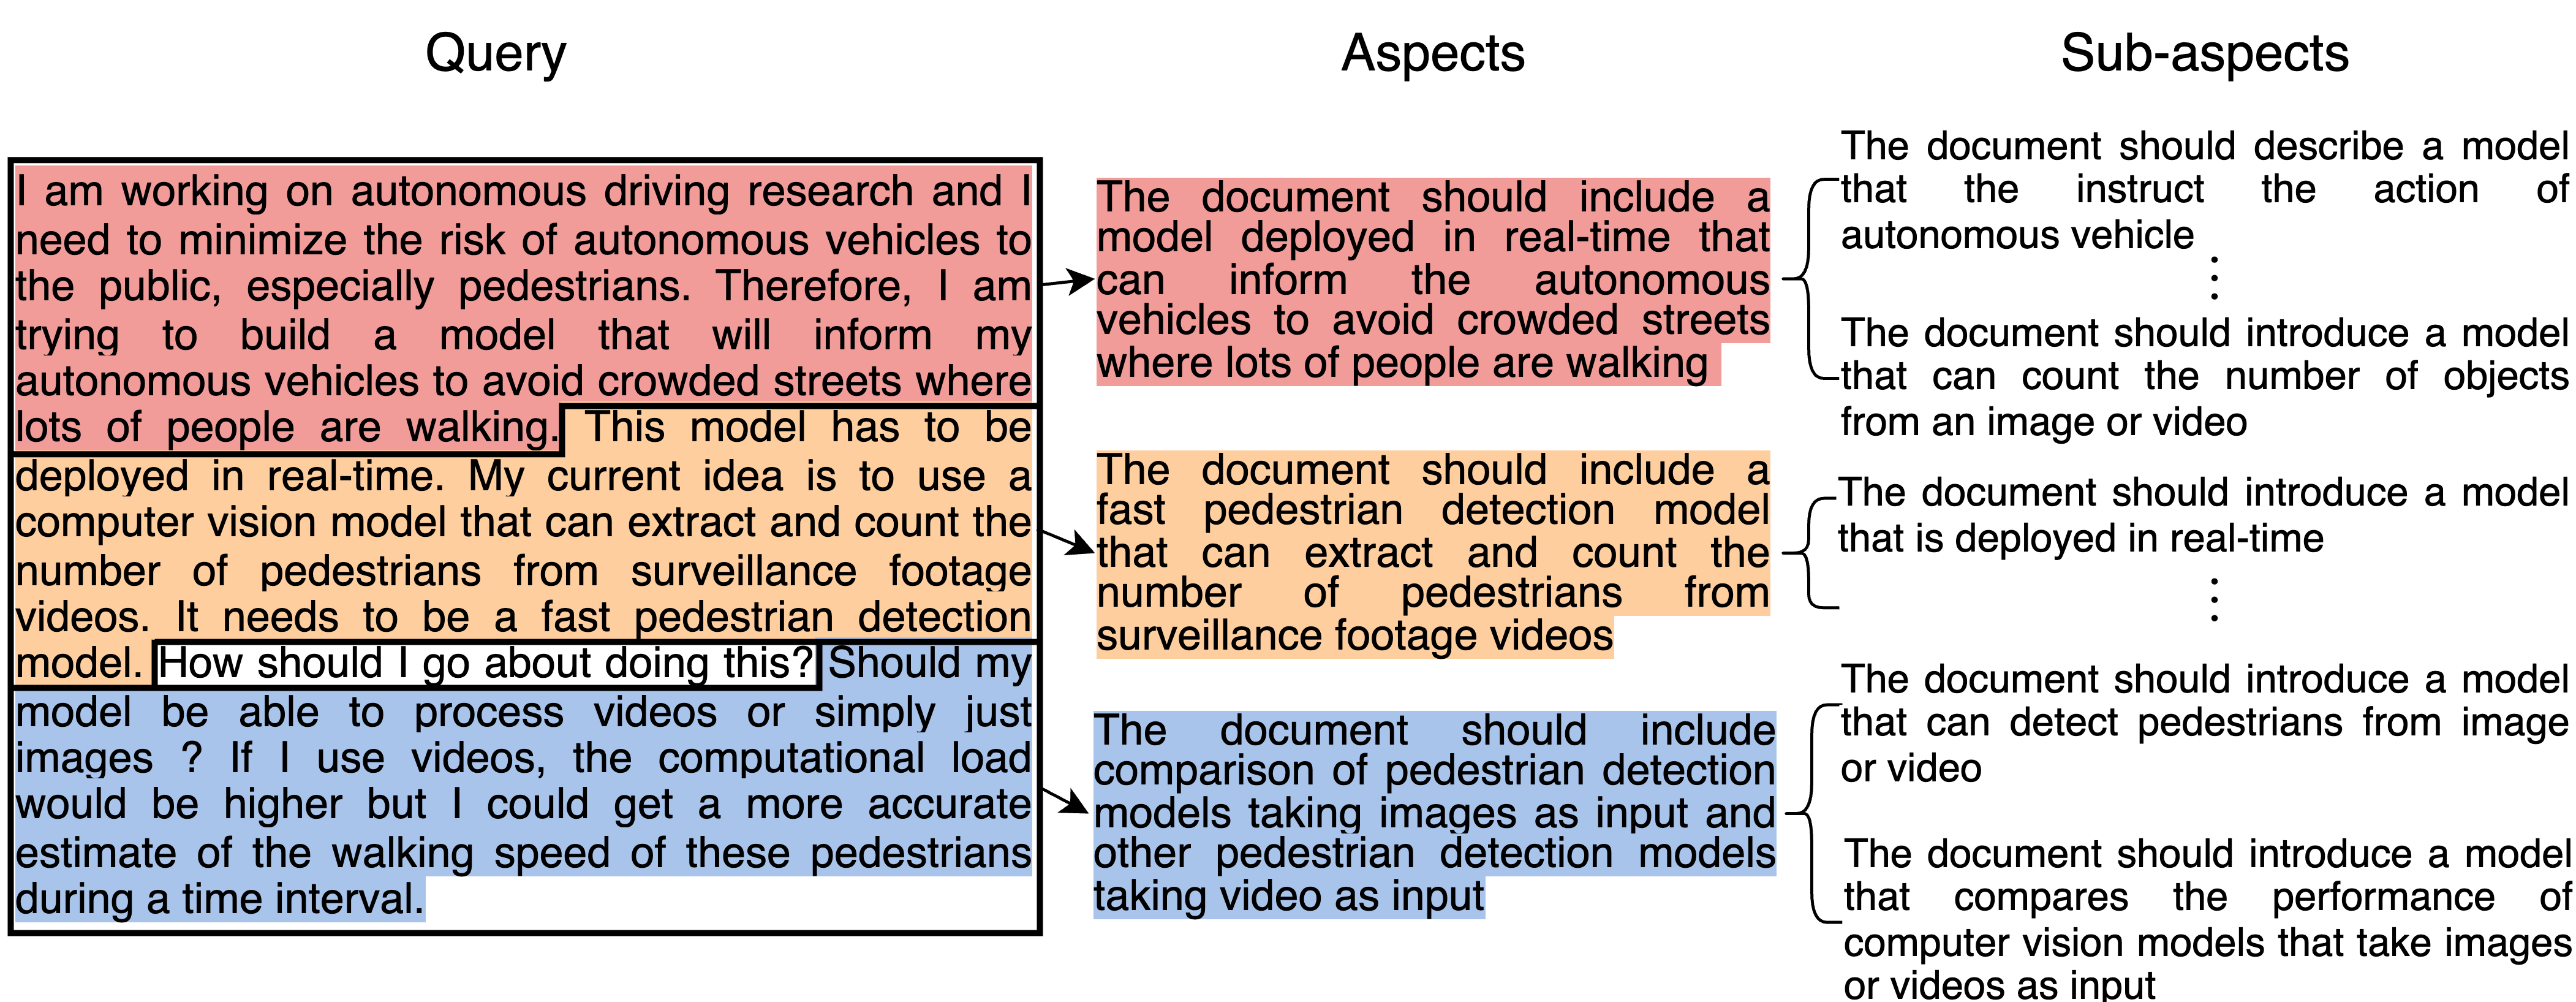 Query
I am working on autonomous driving research and I
need to minimize the risk of autonomous vehicles to
the public, especially pedestrians. Therefore, I am
trying to build a model that will inform my
autonomous vehicles to avoid crowded streets where
lots of people are walking. This model has to be
deployed in real-time. My current idea is to use a
computer vision model that can extract and count the
number of pedestrians from surveillance footage
videos. It needs to be a fast pedestrian detection
model. How should I go about doing this? Should my
model be able to process videos or simply just
images ? If I use videos, the computational load
would be higher but I could get a more accurate
estimate of the walking speed of these pedestrians
during a time interval.
Aspects
The document should include a
model deployed in real-time that
can inform the autonomous
vehicles to avoid crowded streets
where lots of people are walking
The document should include a
fast pedestrian detection model
that can extract and count the
number of pedestrians from
surveillance footage videos
The document should include
comparison of pedestrian detection
models taking images as input and
other pedestrian detection models
taking video as input
Sub-aspects
The document should describe a model
that the instruct the action of
autonomous vehicle
The document should introduce a model
that can count the number of objects
from an image or video
The document should introduce a model
that is deployed in real-time
The document should introduce a model
that can detect pedestrians from image
or video
The document should introduce a model
that compares the performance of
computer vision models that take images
or videos as input